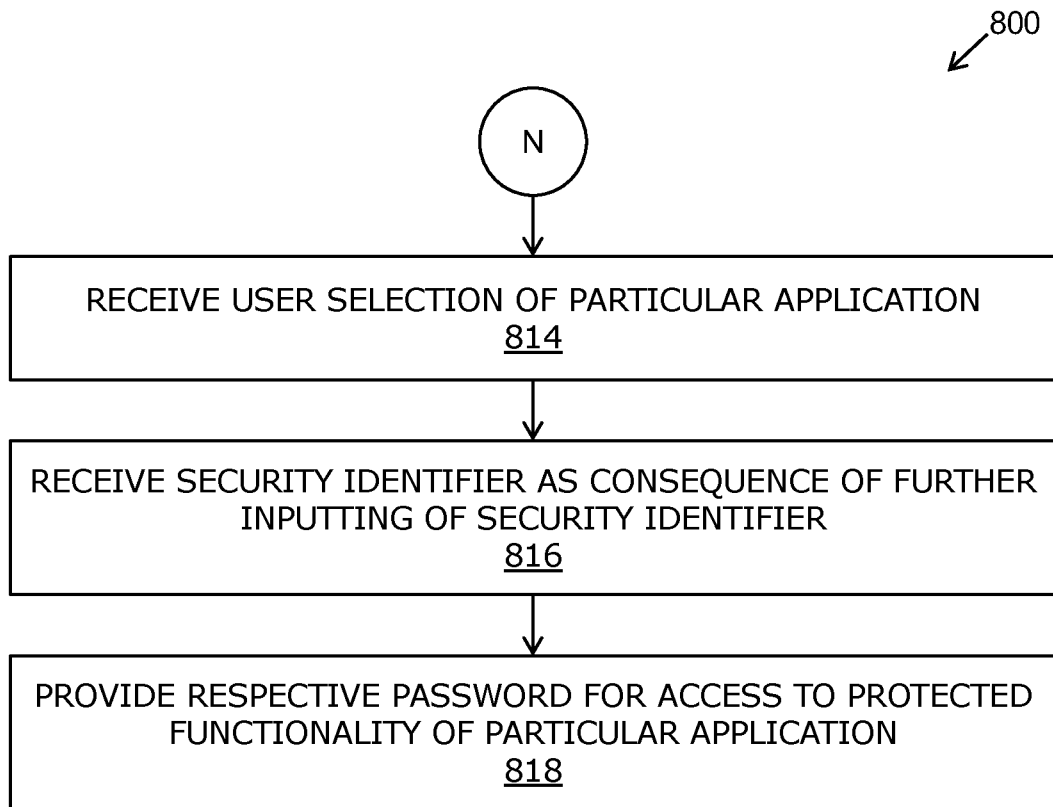 800
N
RECEIVE USER SELECTION OF PARTICULAR APPLICATION
814
RECEIVE SECURITY IDENTIFIER AS CONSEQUENCE OF FURTHER
INPUTTING OF SECURITY IDENTIFIER
816
PROVIDE RESPECTIVE PASSWORD FOR ACCESS TO PROTECTED
FUNCTIONALITY OF PARTICULAR APPLICATION
818